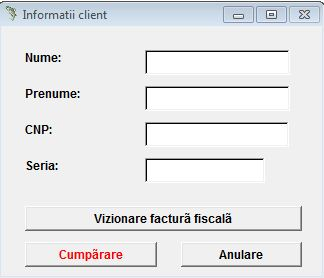 Informatii client
Nume:
Prenume:
CNP:
Seria:
Vizionare factură fiscală
Cumpărare
Anulare